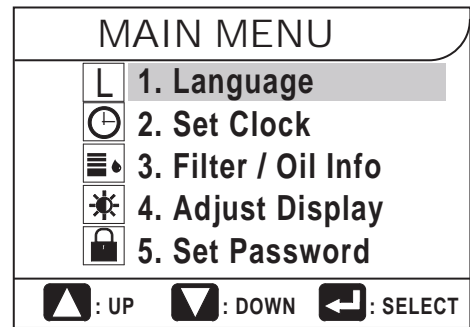 MAIN MENU
L 1. Language
2. Set Clock
3. Filter / Oil Info
4. Adjust Display
5. Set Password
: UP : DOWN : SELECT